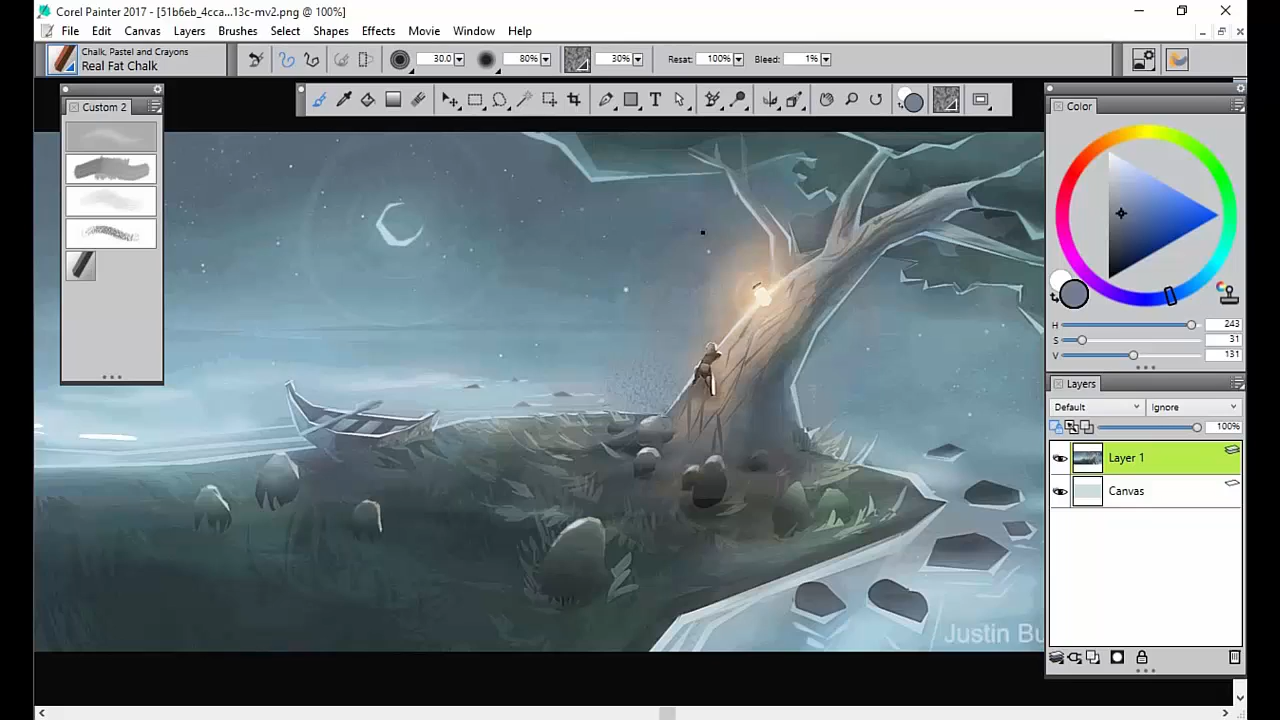 Corel Painter 2017 - [51b6eb_4cca...13c-mv2.png @ 100%]
File Edit Canvas Layers Brushes Select Shapes Effects Movie Window Help
Chalk, Pastel and Crayons
Real Fat Chalk
30.0 80% 30% Resat: 100% Bleed: 1%
Custom 2
Color
H 243
S 31
V 131
Layers
Default Ignore
100%
Layer 1
Canvas
Justin Bu